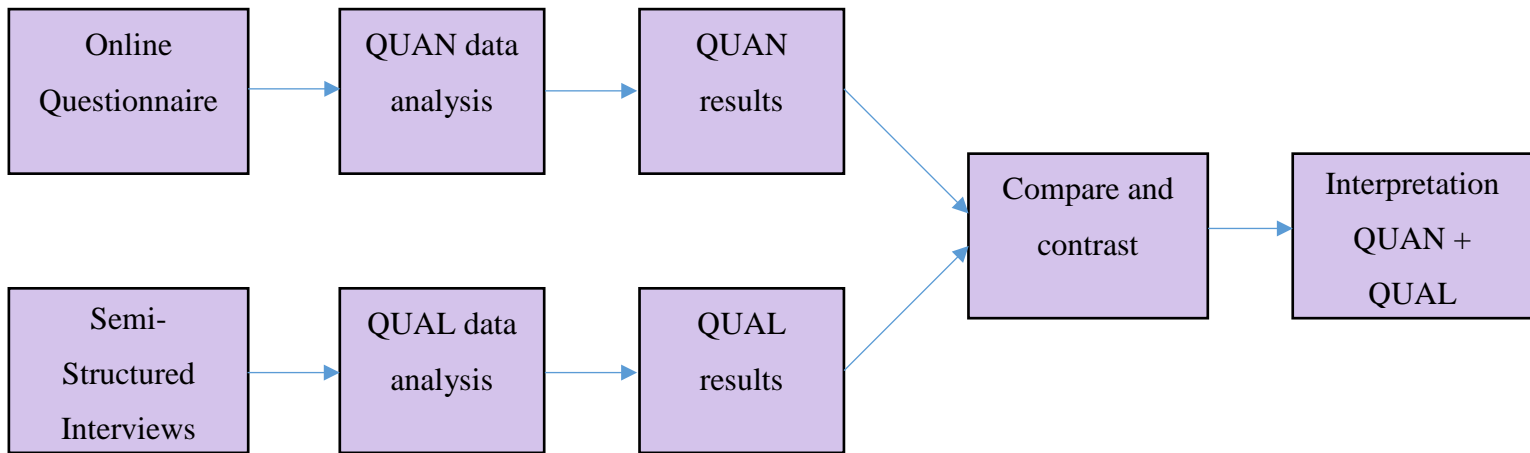 Online
Questionnaire
QUAN data
analysis
QUAN
results
Compare and
contrast
Interpretation
QUAN +
QUAL
Semi-
Structured
Interviews
QUAL data
analysis
QUAL
results